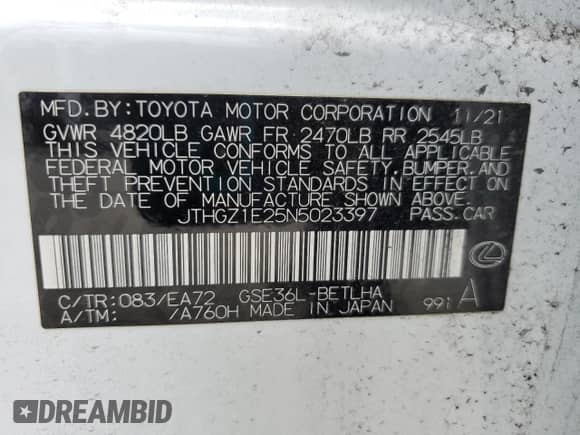 MFD. BY: TOYOTA MOTOR CORPORATION 11/21
GVWR 4820LB GAWR FR 2470LB RR 2545LB
THIS VEHICLE CONFORMS TO ALL APPLICABLE
FEDERAL MOTOR VEHICLE SAFETY, BUMPER, AND
THEFT PREVENTION STANDARDS IN EFFECT ON
THE DATE OF MANUFACTURE SHOWN ABOVE.
JTHGZ1E25N5023397 PASS. CAR
C/TR: 083/EA72 GSE36L-BETLHA
A/TM: /A760H MADE IN JAPAN 991 A
DREAMBID